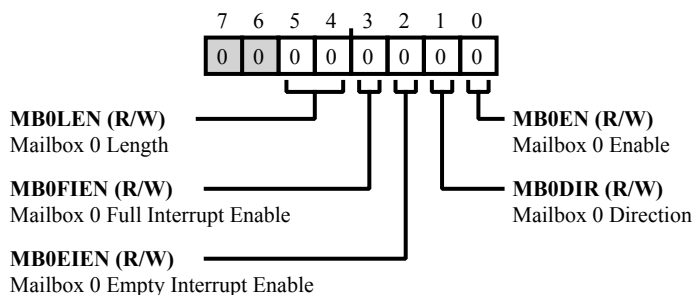 7 6 5 4 3 2 1 0
0 0 0 0 0 0 0 0
MB0LEN (R/W)
Mailbox 0 Length
MB0EN (R/W)
Mailbox 0 Enable
MB0FIEN (R/W)
Mailbox 0 Full Interrupt Enable
MB0DIR (R/W)
Mailbox 0 Direction
MB0EIEN (R/W)
Mailbox 0 Empty Interrupt Enable